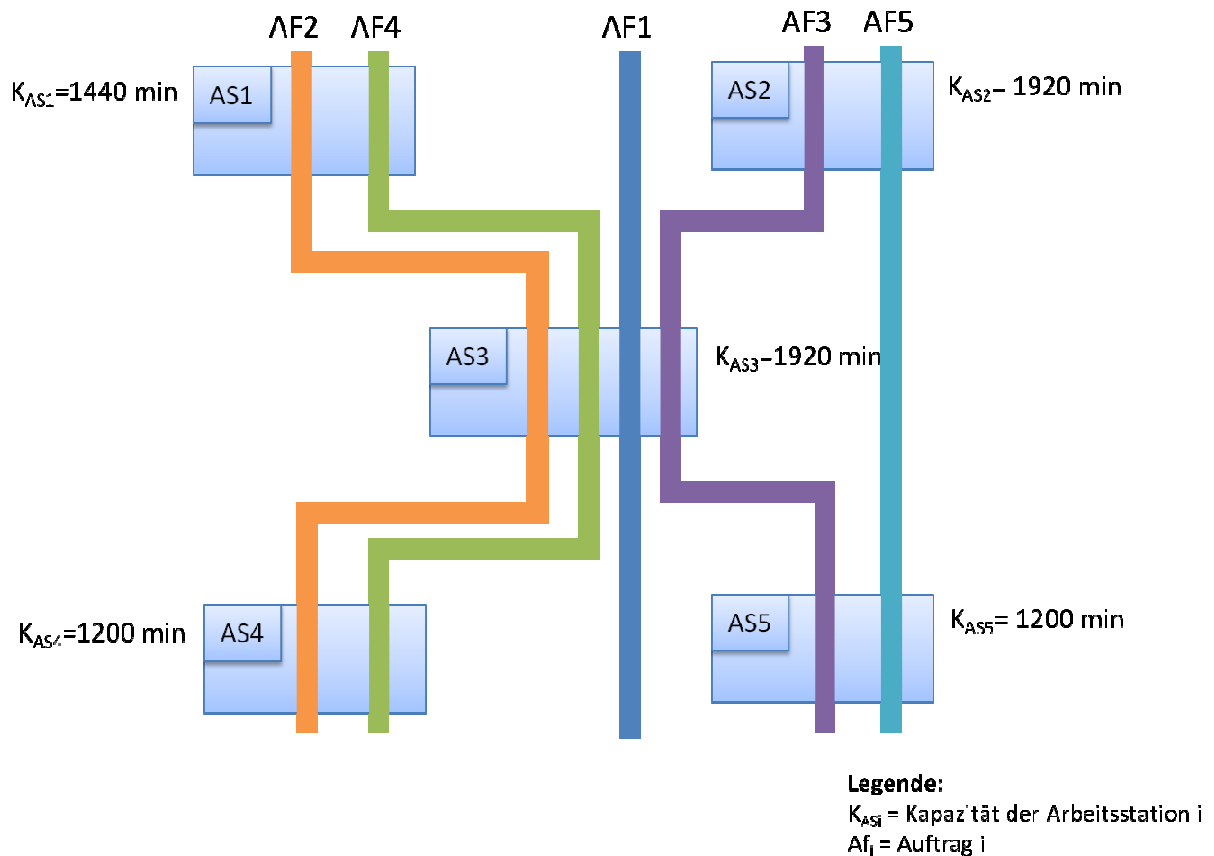 AF2 AF4 AF1 AF3 AF5
K_AS1=1440 min AS1 AS2 K_AS2= 1920 min
AS3 K_AS3=1920 min
K_AS4=1200 min AS4 AS5 K_AS5= 1200 min
Legende:
K_ASi = Kapazität der Arbeitsstation i
Af_i = Auftrag i